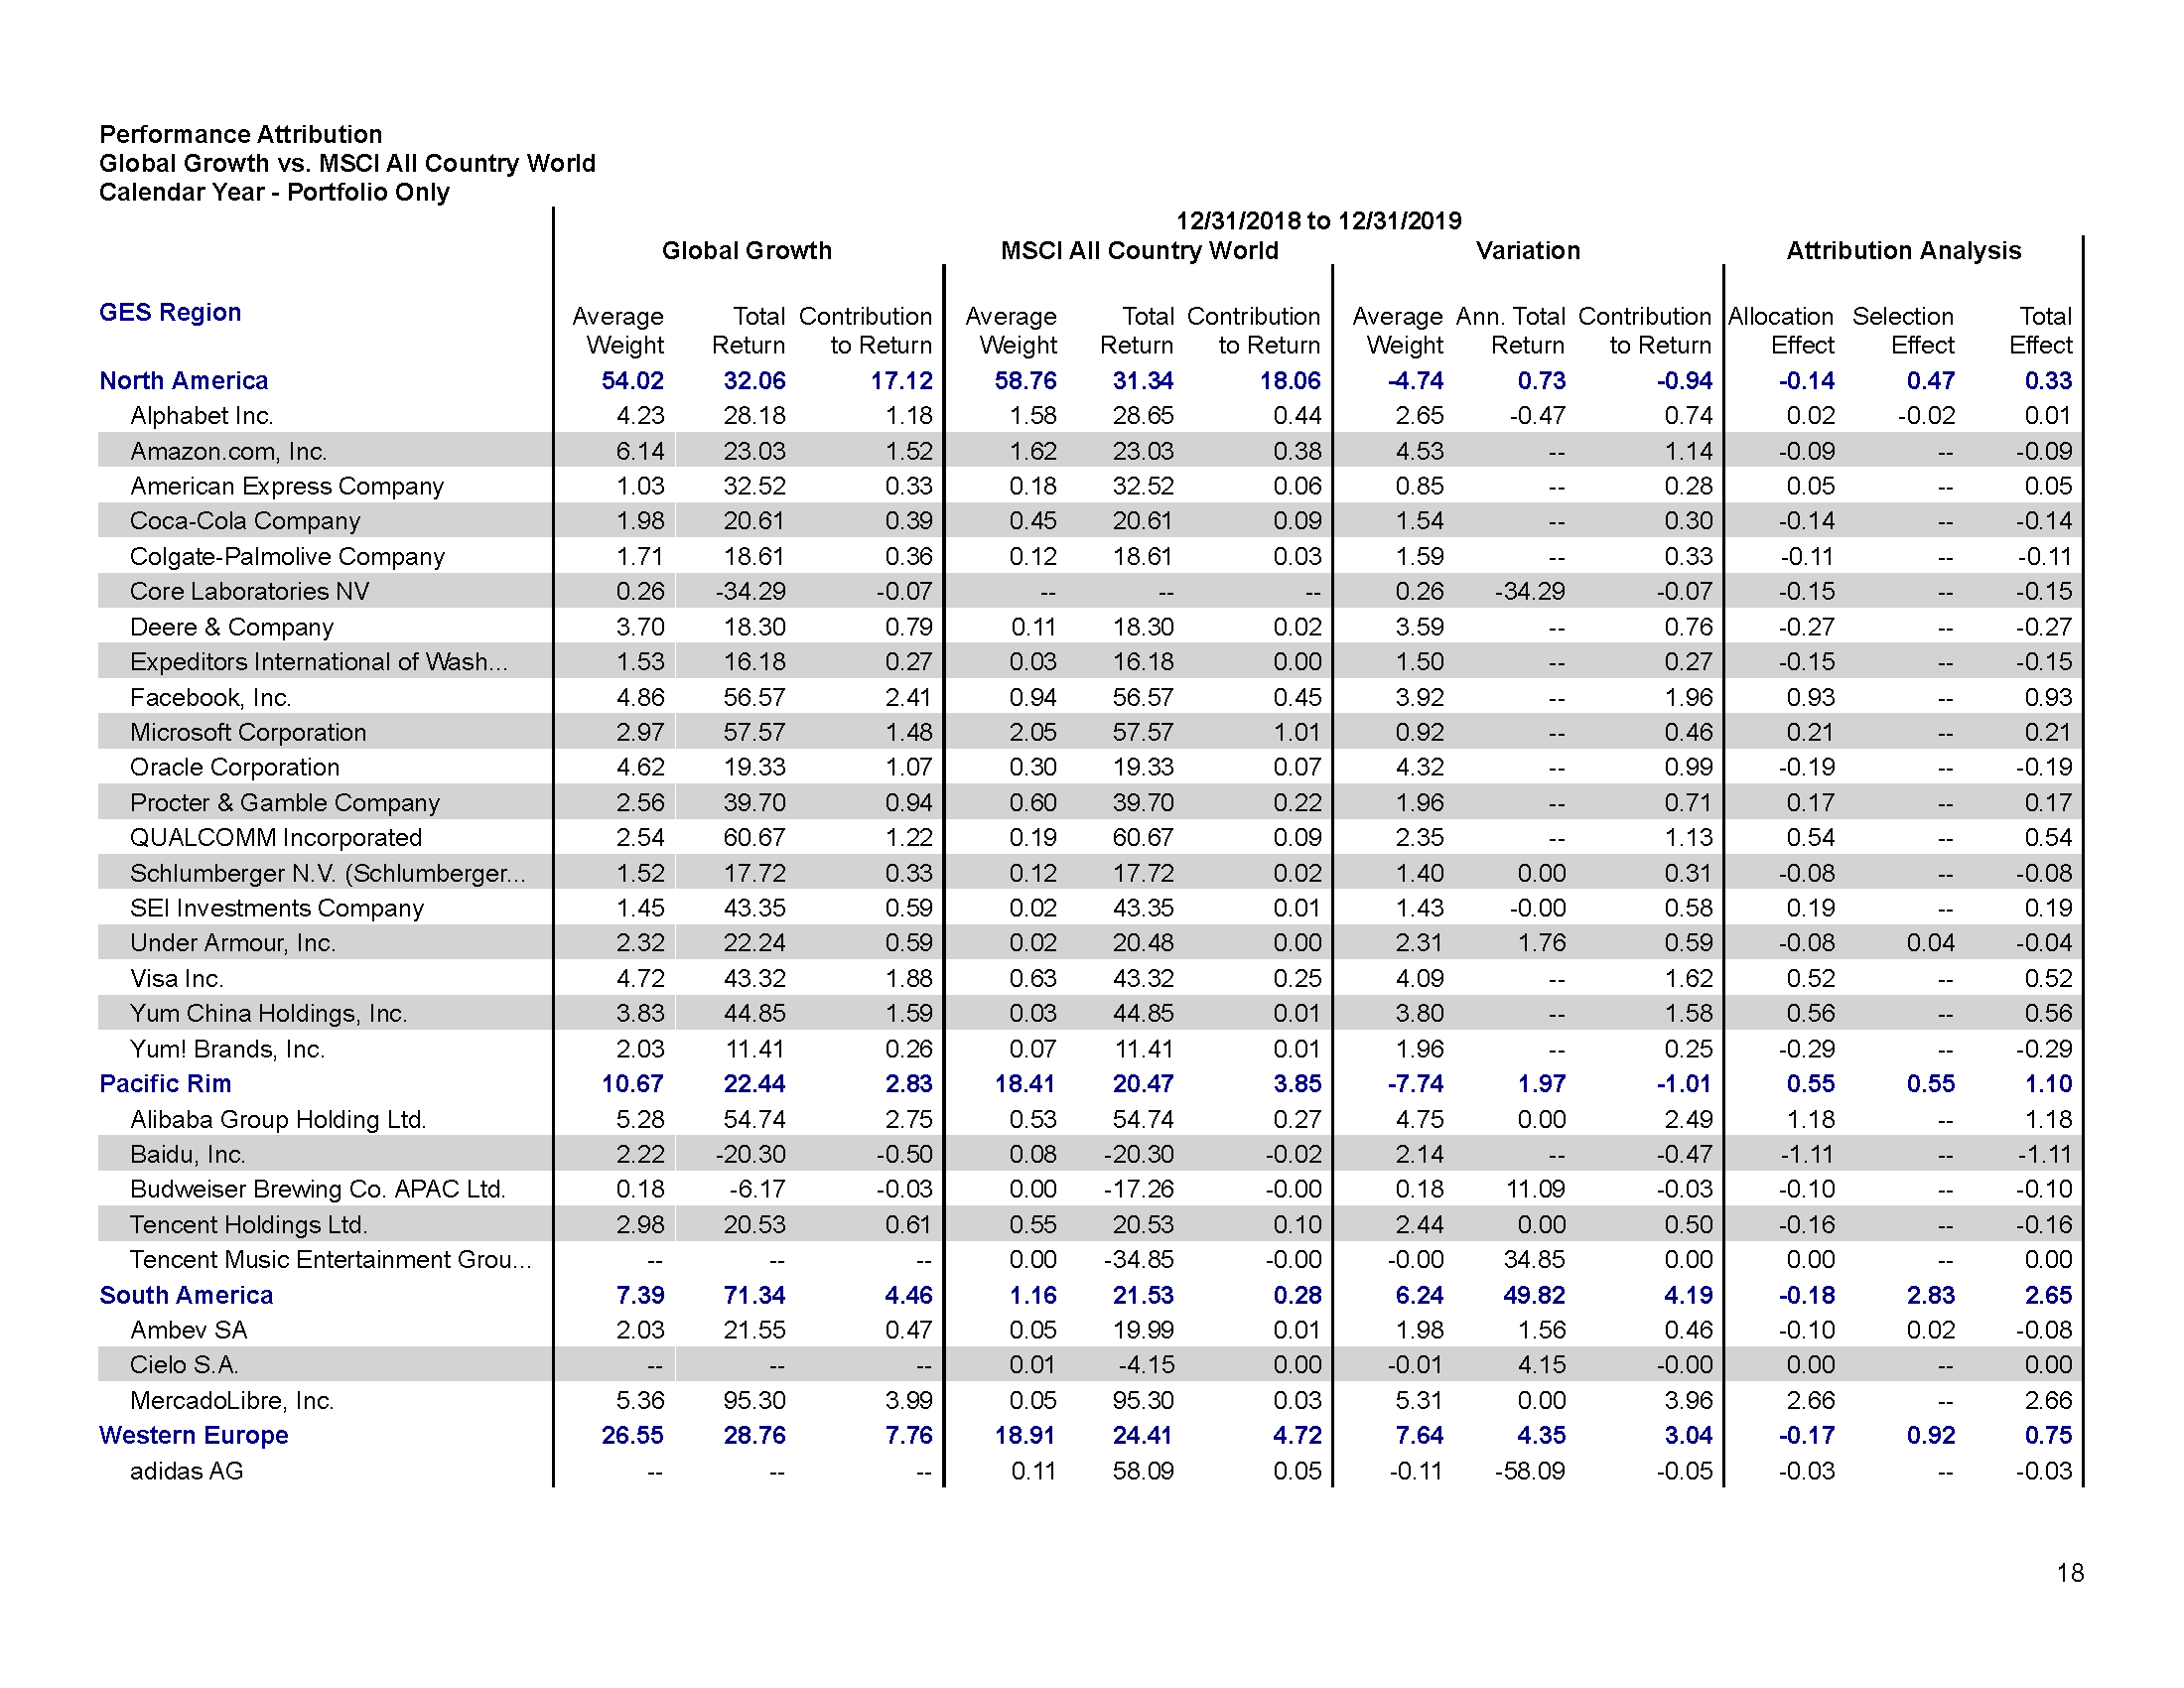 Performance Attribution
Global Growth vs. MSCI All Country World
Calendar Year - Portfolio Only
12/31/2018 to 12/31/2019
Global Growth MSCI All Country World Variation Attribution Analysis
GES Region Average Total Contribution Average Total Contribution Average Ann. Total Contribution Allocation Selection Total
Weight Return to Return Weight Return to Return Weight Return to Return Effect Effect Effect
North America 54.02 32.06 17.12 58.76 31.34 18.06 -4.74 0.73 -0.94 -0.14 0.47 0.33
Alphabet Inc. 4.23 28.18 1.18 1.58 28.65 0.44 2.65 -0.47 0.74 0.02 -0.02 0.01
Amazon.com, Inc. 6.14 23.03 1.52 1.62 23.03 0.38 4.53 -- 1.14 -0.09 -- -0.09
American Express Company 1.03 32.52 0.33 0.18 32.52 0.06 0.85 -- 0.28 0.05 -- 0.05
Coca-Cola Company 1.98 20.61 0.39 0.45 20.61 0.09 1.54 -- 0.30 -0.14 -- -0.14
Colgate-Palmolive Company 1.71 18.61 0.36 0.12 18.61 0.03 1.59 -- 0.33 -0.11 -- -0.11
Core Laboratories NV 0.26 -34.29 -0.07 -- -- -- 0.26 -34.29 -0.07 -0.15 -- -0.15
Deere & Company 3.70 18.30 0.79 0.11 18.30 0.02 3.59 -- 0.76 -0.27 -- -0.27
Expeditors International of Wash... 1.53 16.18 0.27 0.03 16.18 0.00 1.50 -- 0.27 -0.15 -- -0.15
Facebook, Inc. 4.86 56.57 2.41 0.94 56.57 0.45 3.92 -- 1.96 0.93 -- 0.93
Microsoft Corporation 2.97 57.57 1.48 2.05 57.57 1.01 0.92 -- 0.46 0.21 -- 0.21
Oracle Corporation 4.62 19.33 1.07 0.30 19.33 0.07 4.32 -- 0.99 -0.19 -- -0.19
Procter & Gamble Company 2.56 39.70 0.94 0.60 39.70 0.22 1.96 -- 0.71 0.17 -- 0.17
QUALCOMM Incorporated 2.54 60.67 1.22 0.19 60.67 0.09 2.35 -- 1.13 0.54 -- 0.54
Schlumberger N.V. (Schlumberger... 1.52 17.72 0.33 0.12 17.72 0.02 1.40 0.00 0.31 -0.08 -- -0.08
SEI Investments Company 1.45 43.35 0.59 0.02 43.35 0.01 1.43 -0.00 0.58 0.19 -- 0.19
Under Armour, Inc. 2.32 22.24 0.59 0.02 20.48 0.00 2.31 1.76 0.59 -0.08 0.04 -0.04
Visa Inc. 4.72 43.32 1.88 0.63 43.32 0.25 4.09 -- 1.62 0.52 -- 0.52
Yum China Holdings, Inc. 3.83 44.85 1.59 0.03 44.85 0.01 3.80 -- 1.58 0.56 -- 0.56
Yum! Brands, Inc. 2.03 11.41 0.26 0.07 11.41 0.01 1.96 -- 0.25 -0.29 -- -0.29
Pacific Rim 10.67 22.44 2.83 18.41 20.47 3.85 -7.74 1.97 -1.01 0.55 0.55 1.10
Alibaba Group Holding Ltd. 5.28 54.74 2.75 0.53 54.74 0.27 4.75 0.00 2.49 1.18 -- 1.18
Baidu, Inc. 2.22 -20.30 -0.50 0.08 -20.30 -0.02 2.14 -- -0.47 -1.11 -- -1.11
Budweiser Brewing Co. APAC Ltd. 0.18 -6.17 -0.03 0.00 -17.26 -0.00 0.18 11.09 -0.03 -0.10 -- -0.10
Tencent Holdings Ltd. 2.98 20.53 0.61 0.55 20.53 0.10 2.44 0.00 0.50 -0.16 -- -0.16
Tencent Music Entertainment Grou... -- -- -- 0.00 -34.85 -0.00 -0.00 34.85 0.00 0.00 -- 0.00
South America 7.39 71.34 4.46 1.16 21.53 0.28 6.24 49.82 4.19 -0.18 2.83 2.65
Ambev SA 2.03 21.55 0.47 0.05 19.99 0.01 1.98 1.56 0.46 -0.10 0.02 -0.08
Cielo S.A. -- -- -- 0.01 -4.15 0.00 -0.01 4.15 -0.00 0.00 -- 0.00
MercadoLibre, Inc. 5.36 95.30 3.99 0.05 95.30 0.03 5.31 0.00 3.96 2.66 -- 2.66
Western Europe 26.55 28.76 7.76 18.91 24.41 4.72 7.64 4.35 3.04 -0.17 0.92 0.75
adidas AG -- -- -- 0.11 58.09 0.05 -0.11 -58.09 -0.05 -0.03 -- -0.03
18